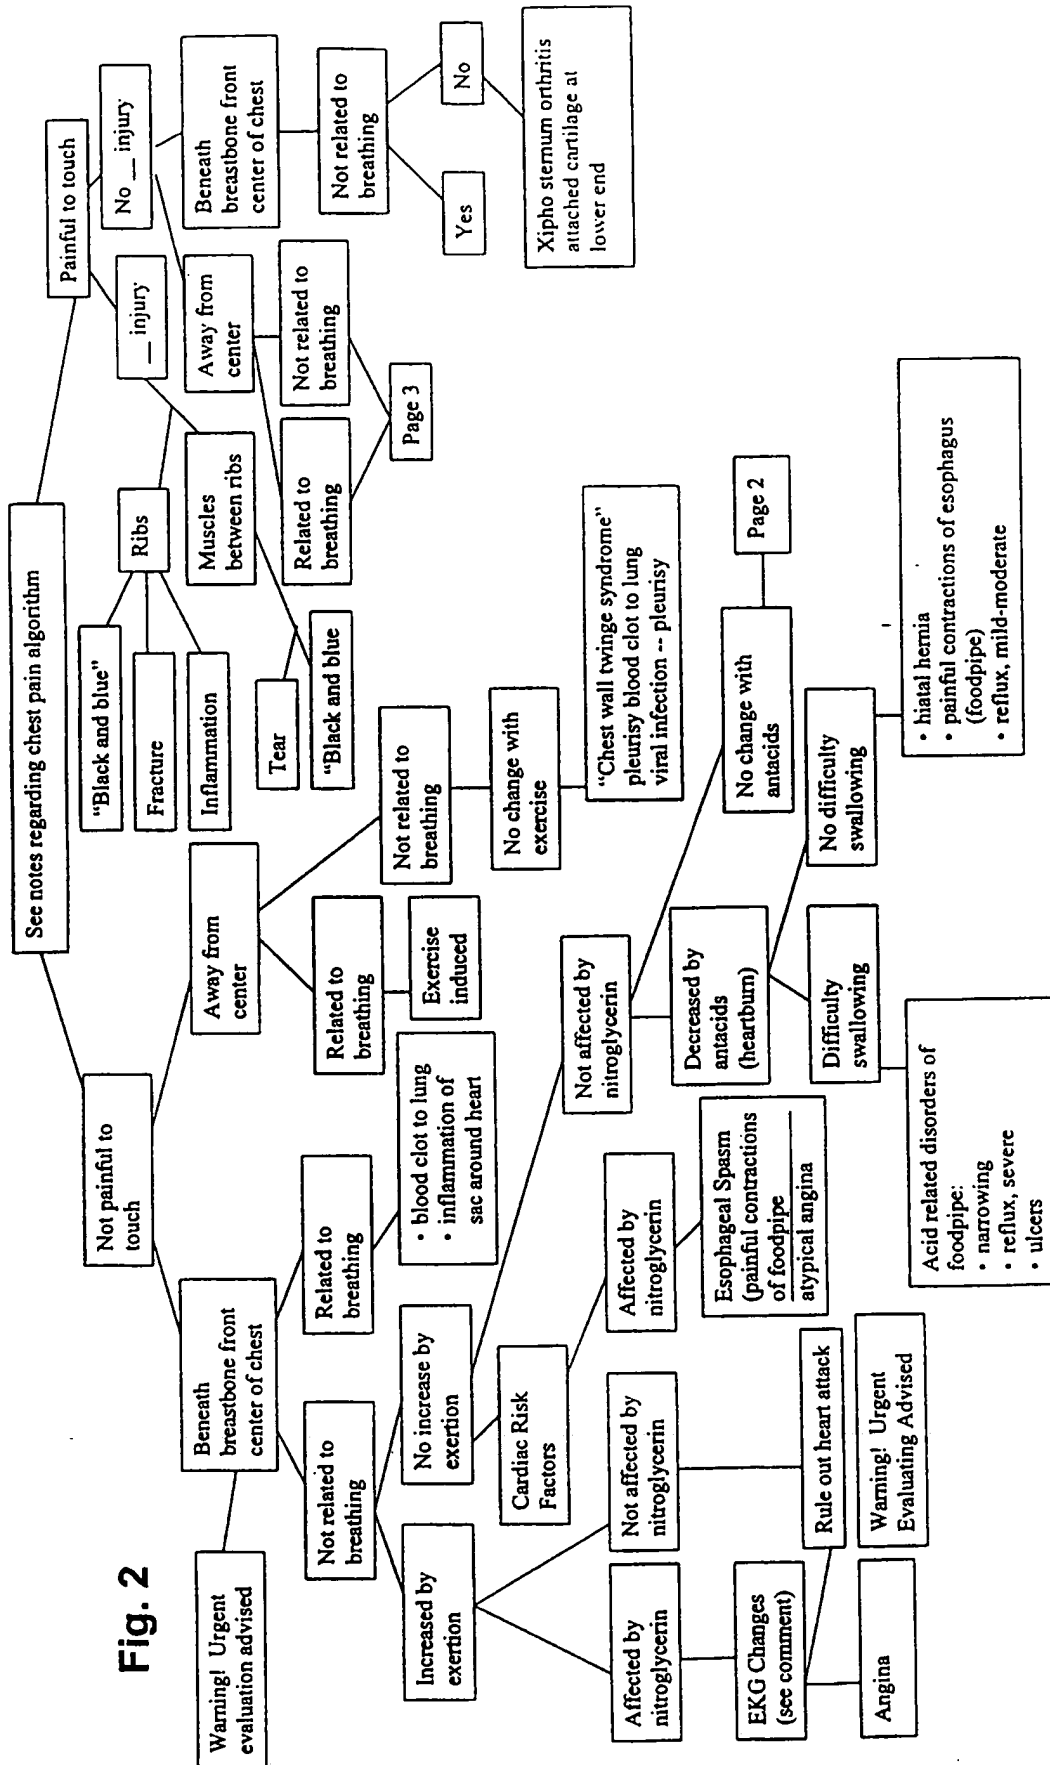 Fig. 2
See notes regarding chest pain algorithm
Not painful to
touch
Painful to touch
Warning! Urgent
evaluation advised
Beneath
breastbone front
center of chest
Away from
center
"Black and blue"
Fracture
Inflammation
Ribs
__ injury
No __ injury
Not related to
breathing
Related to
breathing
Related to
breathing
Not related to
breathing
Tear
"Black and blue
Muscles
between ribs
Away from
center
Beneath
breastbone front
center of chest
Related to
breathing
Not related to
breathing
Not related to
breathing
Page 3
Yes
No
Xipho sternum orthritis
attached cartilage at
lower end
Increased by
exertion
No increase by
exertion
• blood clot to lung
• inflammation of
sac around heart
Exercise
induced
No change with
exercise
"Chest wall twinge syndrome"
pleurisy blood clot to lung
viral infection -- pleurisy
Cardiac Risk
Factors
Affected by
nitroglycerin
Not affected by
nitroglycerin
Affected by
nitroglycerin
Not affected by
nitroglycerin
EKG Changes
(see comment)
Esophageal Spasm
(painful contractions
of foodpipe
atypical angina
Decreased by
antacids
(heartburn)
No change with
antacids
Page 2
Angina
Rule out heart attack
Warning! Urgent
Evaluating Advised
Difficulty
swallowing
No difficulty
swallowing
Acid related disorders of
foodpipe:
• narrowing
• reflux, severe
• ulcers
• hiatal hernia
• painful contractions of esophagus
(foodpipe)
• reflux, mild-moderate